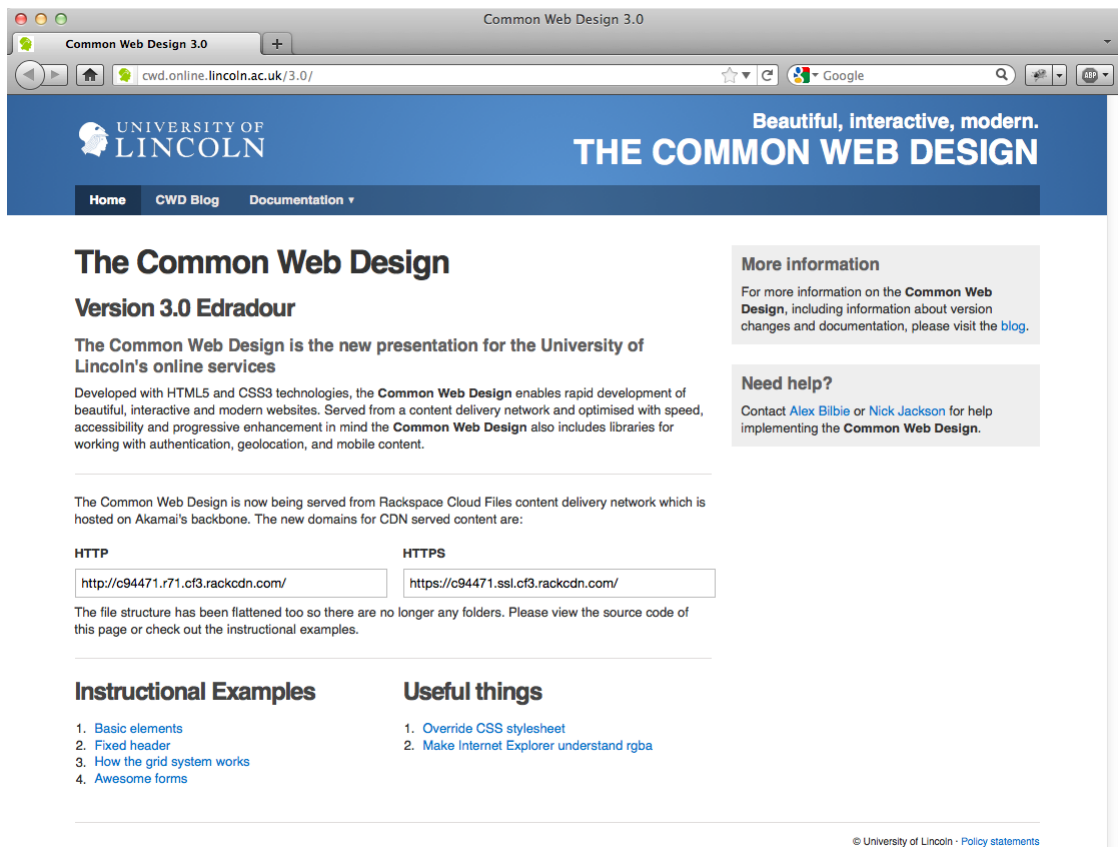 Common Web Design 3.0
Common Web Design 3.0
+
cwd.online.lincoln.ac.uk/3.0/
Google
ABP
UNIVERSITY OF
LINCOLN
Beautiful, interactive, modern.
THE COMMON WEB DESIGN
Home CWD Blog Documentation ▾
The Common Web Design
Version 3.0 Edradour
The Common Web Design is the new presentation for the University of
Lincoln's online services
Developed with HTML5 and CSS3 technologies, the Common Web Design enables rapid development of
beautiful, interactive and modern websites. Served from a content delivery network and optimised with speed,
accessibility and progressive enhancement in mind the Common Web Design also includes libraries for
working with authentication, geolocation, and mobile content.
The Common Web Design is now being served from Rackspace Cloud Files content delivery network which is
hosted on Akamai's backbone. The new domains for CDN served content are:
HTTP
http://c94471.r71.cf3.rackcdn.com/
HTTPS
https://c94471.ssl.cf3.rackcdn.com/
The file structure has been flattened too so there are no longer any folders. Please view the source code of
this page or check out the instructional examples.
Instructional Examples
1. Basic elements
2. Fixed header
3. How the grid system works
4. Awesome forms
Useful things
1. Override CSS stylesheet
2. Make Internet Explorer understand rgba
More information
For more information on the Common Web
Design, including information about version
changes and documentation, please visit the blog.
Need help?
Contact Alex Bilbie or Nick Jackson for help
implementing the Common Web Design.
© University of Lincoln · Policy statements